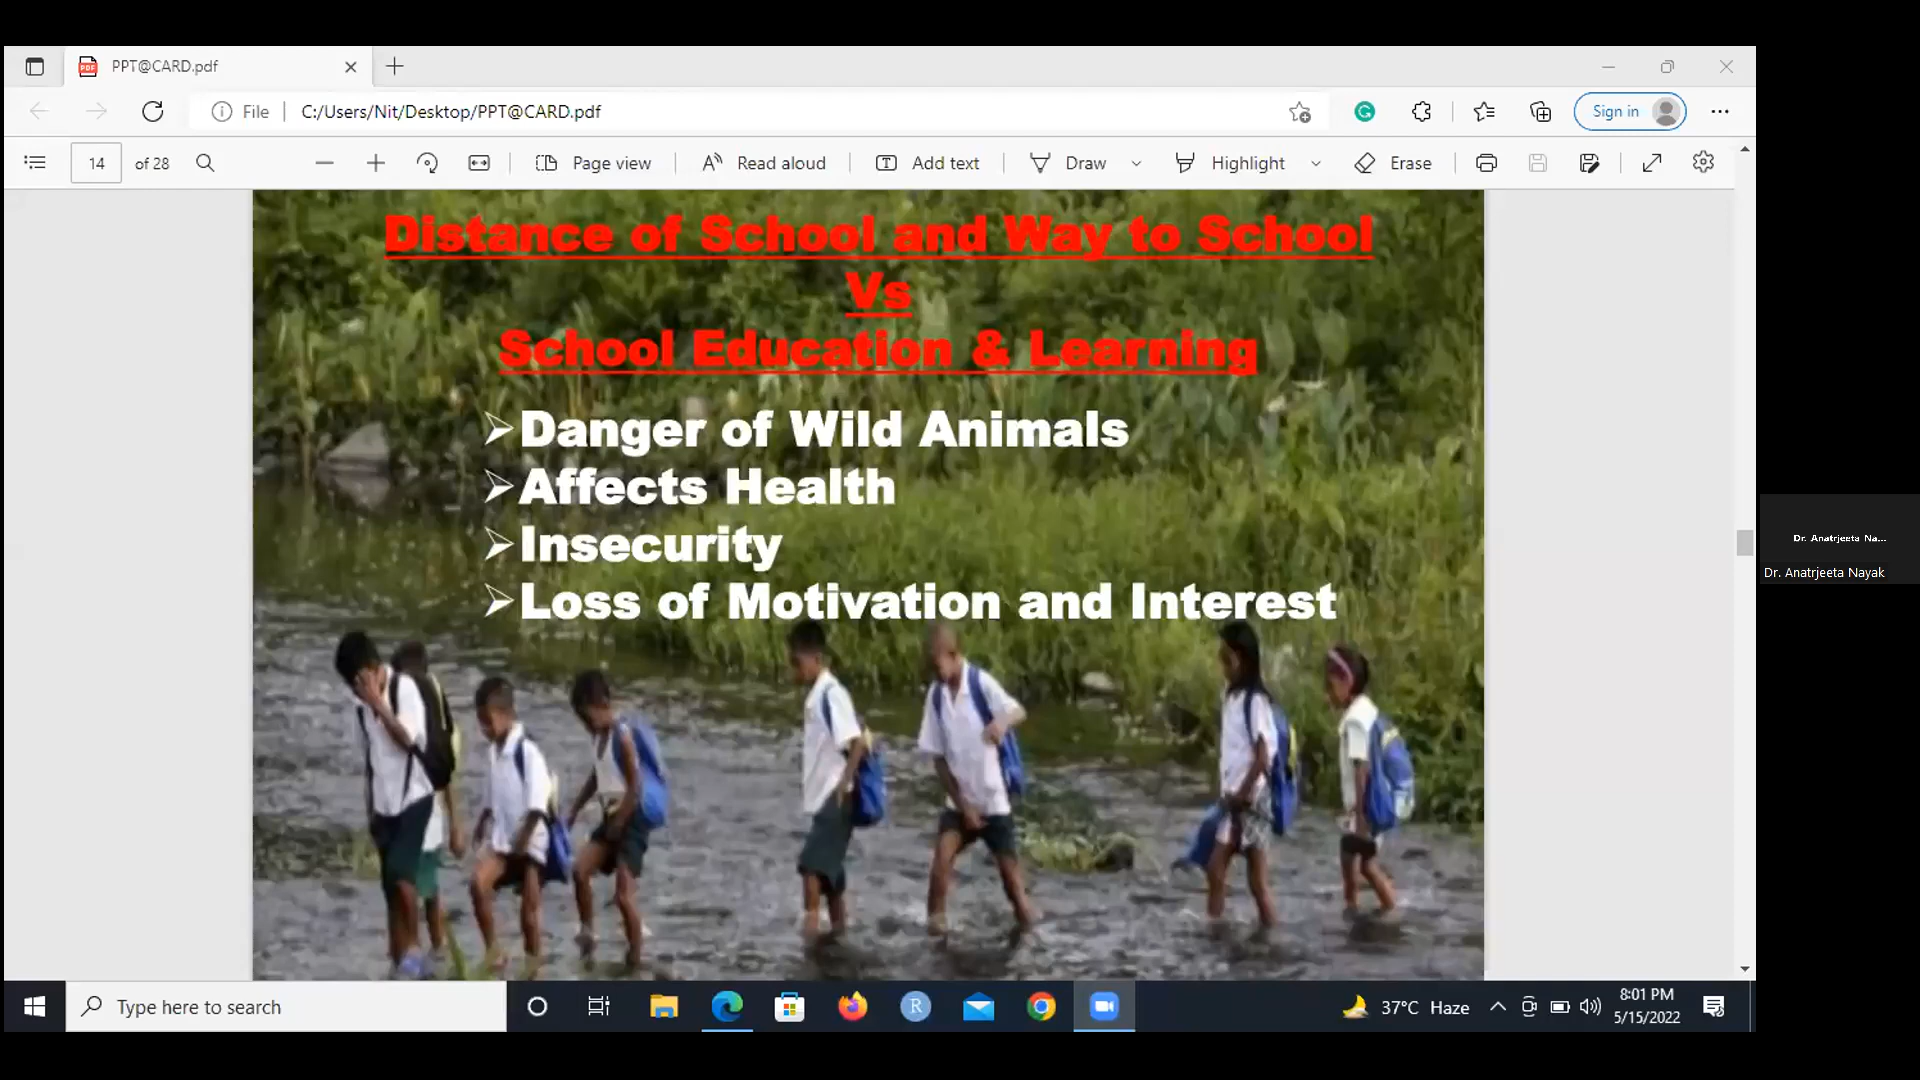 PPT@CARD.pdf
File
C:/Users/Nit/Desktop/PPT@CARD.pdf
Sign in
14 of 28
Page view
Read aloud
Add text
Draw
Highlight
Erase
Distance of School and Way to School
Vs
School Education & Learning
➢Danger of Wild Animals
➢Affects Health
➢Insecurity
➢Loss of Motivation and Interest
Dr. Anatrjeeta Na...
Dr. Anatrjeeta Nayak
Type here to search
37°C Haze
8:01 PM
5/15/2022